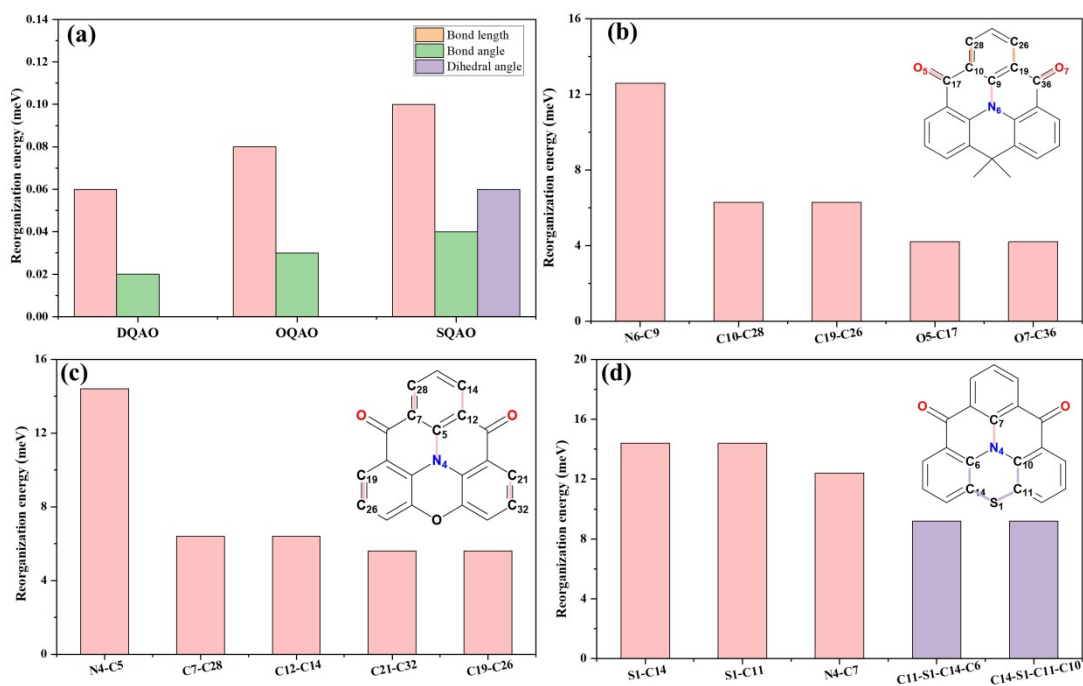 (a)
Bond length
Bond angle
Dihedral angle
Reorganization energy (meV)
0.14
0.12
0.10
0.08
0.06
0.04
0.02
0.00
DQAO
OQAO
SQAO
(b)
Reorganization energy (meV)
16
12
8
4
0
N6-C9
C10-C28
C19-C26
O5-C17
O7-C36
C28
C26
O5
C10
C19
O7
C17
C9
C36
N6
(c)
Reorganization energy (meV)
16
12
8
4
0
N4-C5
C7-C28
C12-C14
C21-C32
C19-C26
C28
C14
O
C7
C12
O
C5
N4
C19
C21
C26
C32
O
(d)
Reorganization energy (meV)
20
16
12
8
4
0
S1-C14
S1-C11
N4-C7
C11-S1-C14-C6
C14-S1-C11-C10
O
C7
O
N4
C6
C10
C14
C11
S1